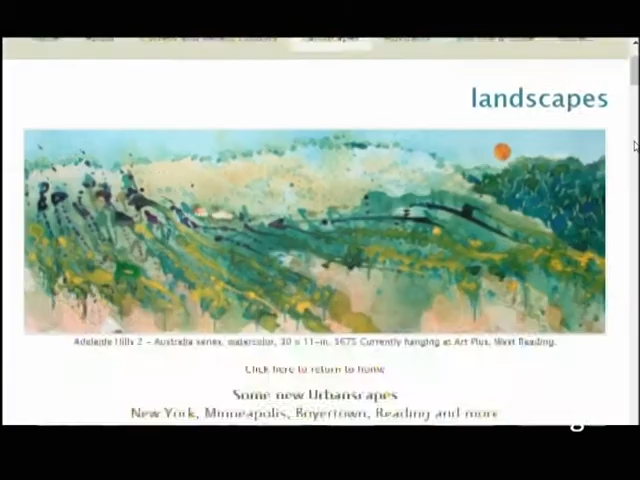 landscapes
Adelaide Hills 2 - Australia series, watercolor, 30 x 11-in, $675 Currently hanging at Art Plus, West Reading.
Click here to return to home
Some new Urbanscapes
New York, Minneapolis, Boyertown, Reading and more